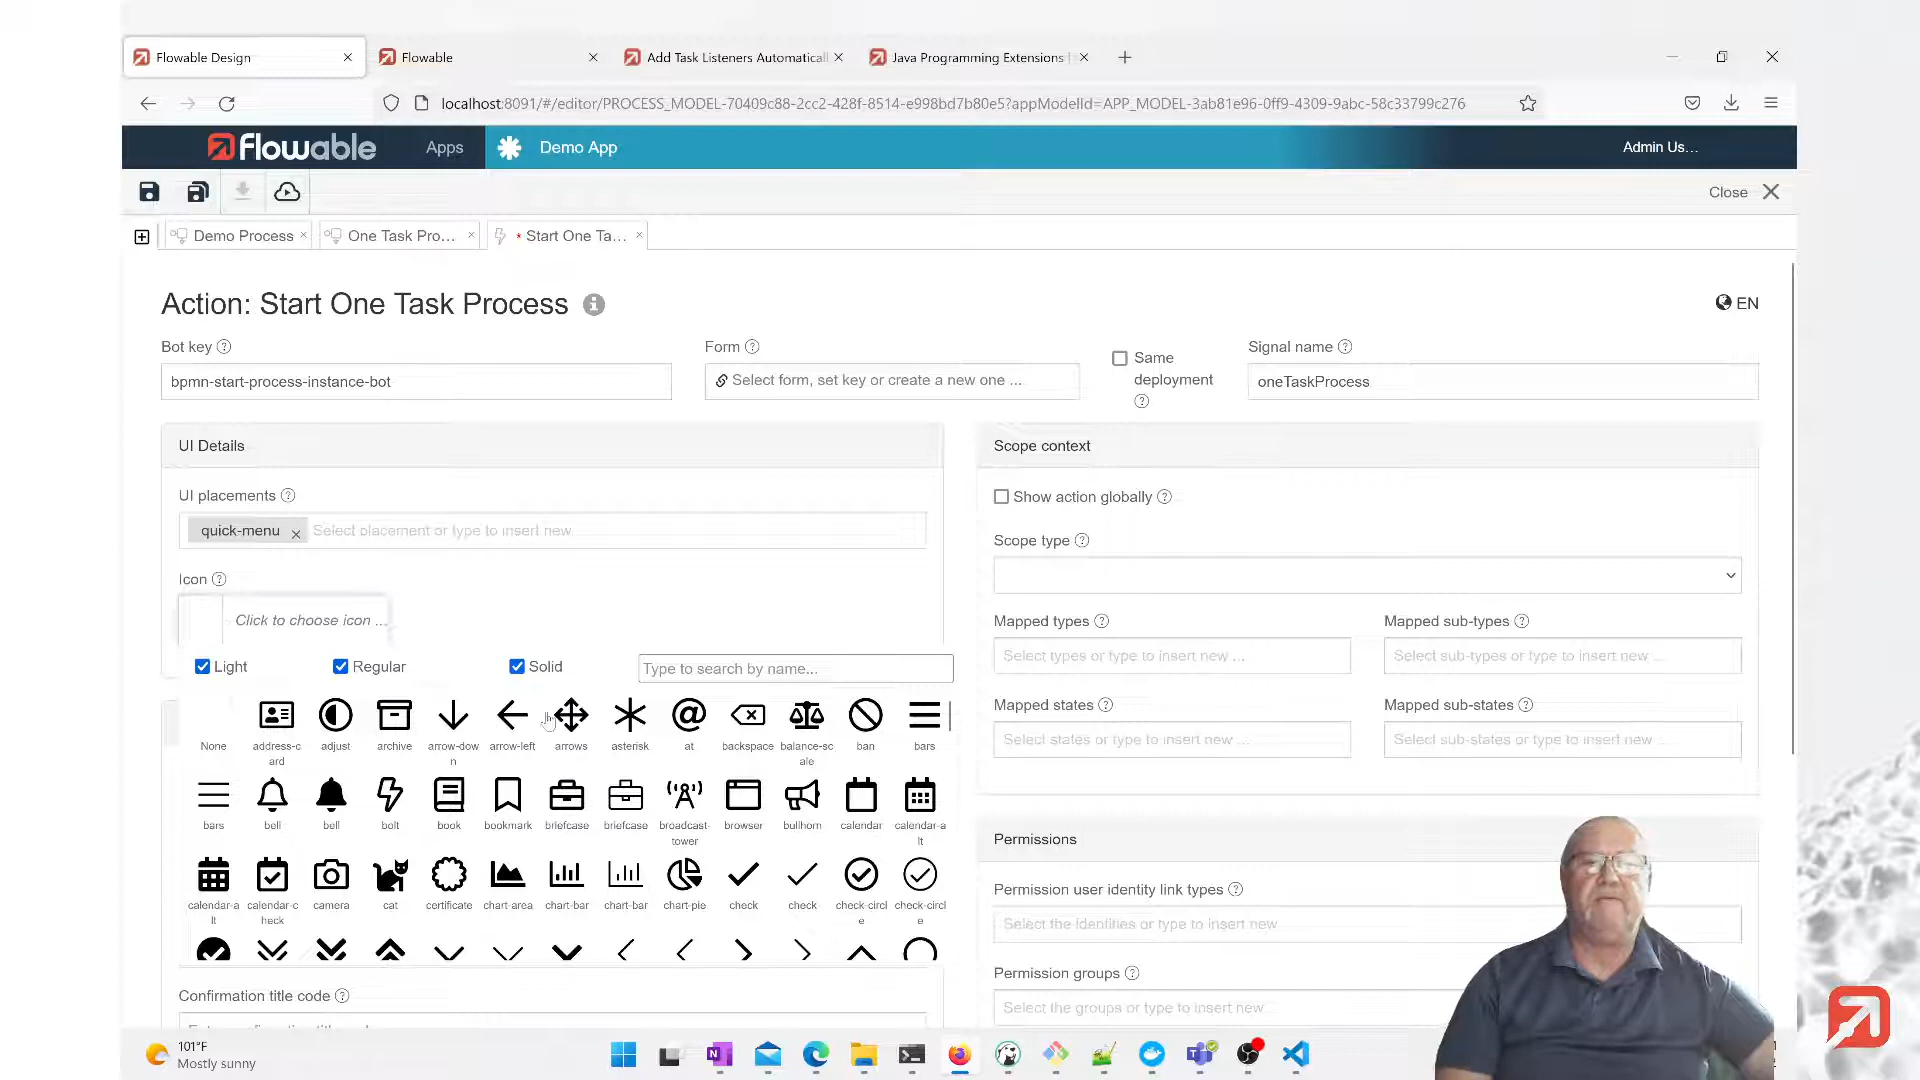 Flowable Design
Flowable
Add Task Listeners Automaticall
Java Programming Extensions |
localhost:8091/#/editor/PROCESS_MODEL-70409c88-2cc2-428f-8514-e998bd7b80e5?appModelId=APP_MODEL-3ab81e96-0ff9-4309-9abc-58c33799c276
flowable
Apps
Demo App
Admin Us...
Close
Demo Process
One Task Pro...
* Start One Ta...
Action: Start One Task Process
EN
Bot key
Form
Same deployment
Signal name
bpmn-start-process-instance-bot
Select form, set key or create a new one ...
oneTaskProcess
UI Details
Scope context
UI placements
Show action globally
quick-menu
Select placement or type to insert new
Scope type
Icon
Click to choose icon ...
Mapped types
Mapped sub-types
Select types or type to insert new ...
Select sub-types or type to insert new ...
Light
Regular
Solid
Type to search by name...
Mapped states
Mapped sub-states
Select states or type to insert new ...
Select sub-states or type to insert new ...
None address-card adjust archive arrow-down arrow-left arrows asterisk at backspace balance-scale ban bars
bars bell bell bolt book bookmark briefcase briefcase broadcast-tower browser bullhorn calendar calendar-alt
calendar-alt calendar-check camera cat certificate chart-area chart-bar chart-bar chart-pie check check check-circle check-circle
Permissions
Permission user identity link types
Select the identities or type to insert new
Permission groups
Select the groups or type to insert new
Confirmation title code
101°F
Mostly sunny